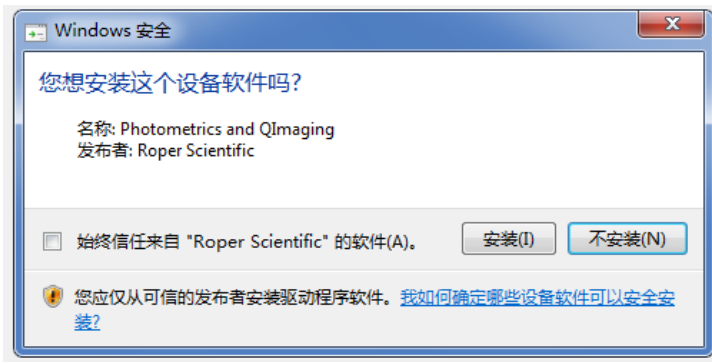 Windows 安全
您想安装这个设备软件吗?
名称: Photometrics and QImaging
发布者: Roper Scientific
始终信任来自 "Roper Scientific" 的软件(A)。
安装(I)
不安装(N)
您应仅从可信的发布者安装驱动程序软件。我如何确定哪些设备软件可以安全安
装?